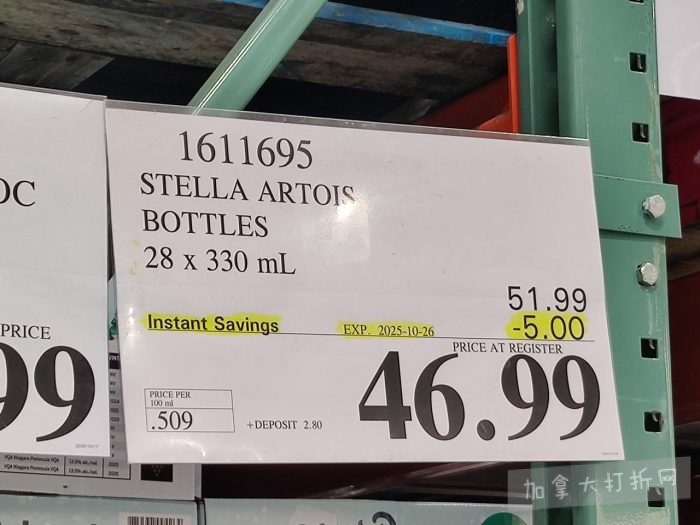 OC
PRICE
99
1611695
STELLA ARTOIS
BOTTLES
28 x 330 mL
51.99
Instant Savings EXP. 2025-10-26 -5.00
PRICE AT REGISTER
46.99
PRICE PER
100 ml
.509
+DEPOSIT 2.80
加拿大打折网